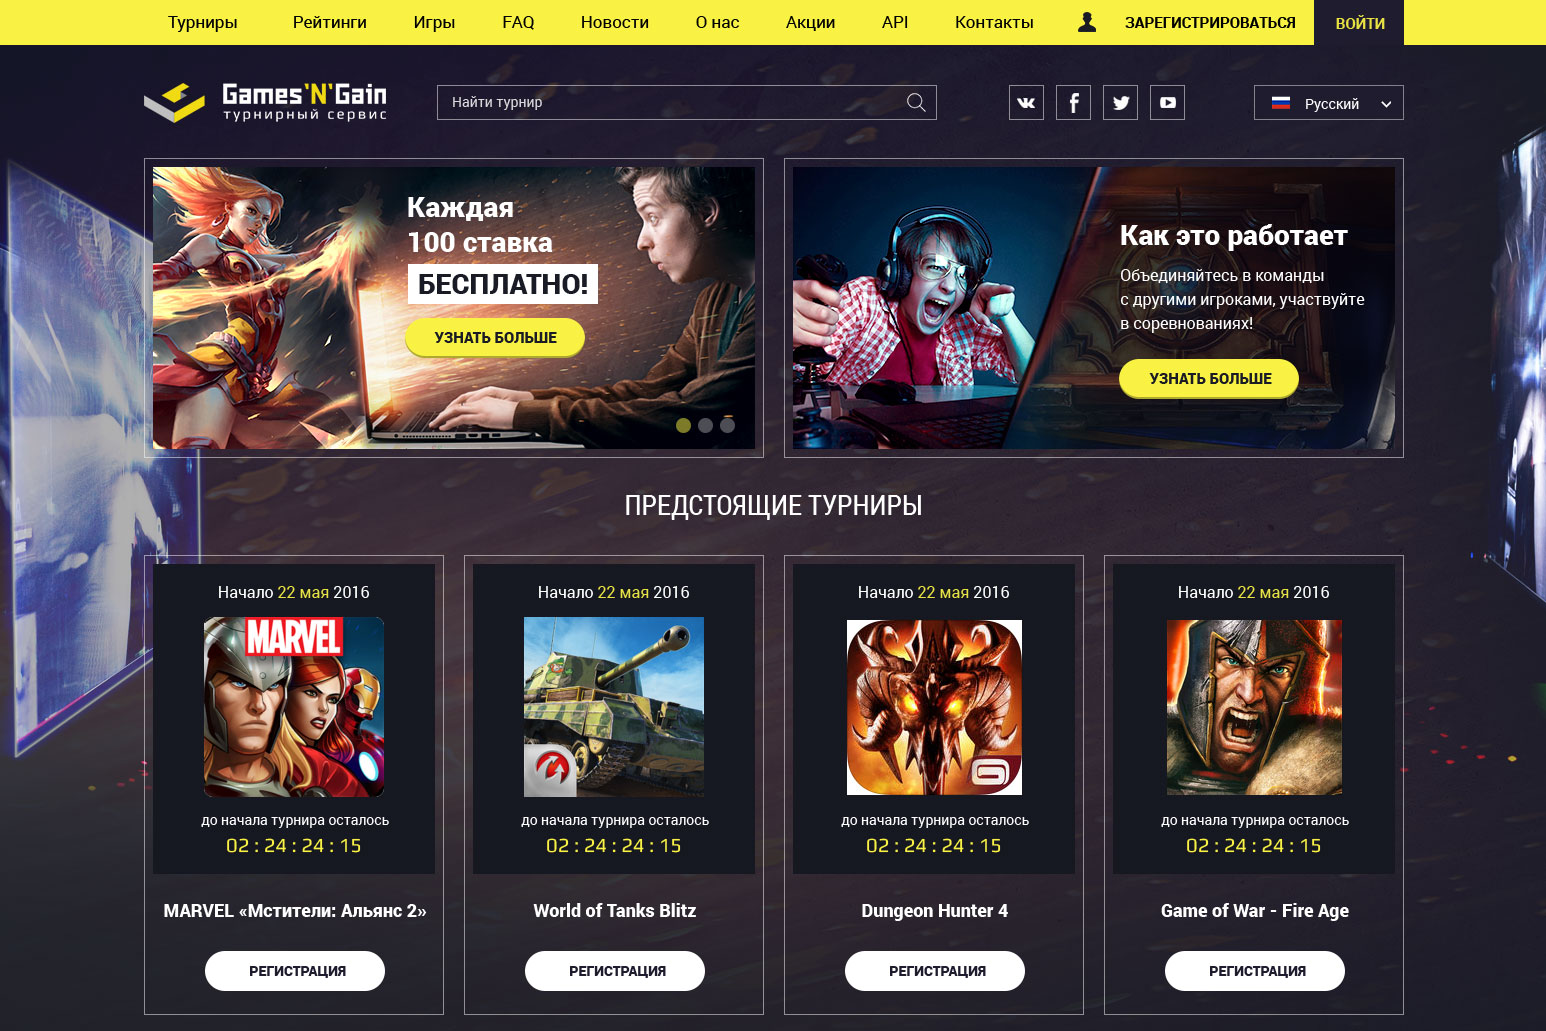 Турниры Рейтинги Игры FAQ Новости О нас Акции API Контакты ЗАРЕГИСТРИРОВАТЬСЯ ВОЙТИ
Games'N'Gain
турнирный сервис
Найти турнир
Русский
Каждая
100 ставка
БЕСПЛАТНО!
УЗНАТЬ БОЛЬШЕ
Как это работает
Объединяйтесь в команды
с другими игроками, участвуйте
в соревнованиях!
УЗНАТЬ БОЛЬШЕ
ПРЕДСТОЯЩИЕ ТУРНИРЫ
Начало 22 мая 2016
MARVEL
до начала турнира осталось
02 : 24 : 24 : 15
MARVEL «Мстители: Альянс 2»
РЕГИСТРАЦИЯ
Начало 22 мая 2016
до начала турнира осталось
02 : 24 : 24 : 15
World of Tanks Blitz
РЕГИСТРАЦИЯ
Начало 22 мая 2016
до начала турнира осталось
02 : 24 : 24 : 15
Dungeon Hunter 4
РЕГИСТРАЦИЯ
Начало 22 мая 2016
до начала турнира осталось
02 : 24 : 24 : 15
Game of War - Fire Age
РЕГИСТРАЦИЯ